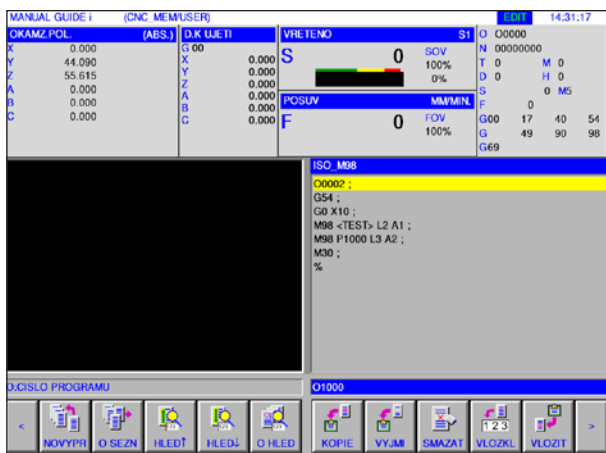 MANUAL GUIDE i (CNC_MEM/USER) EDIT 14:31:17
OKAMZ.POL. (ABS.)
X 0.000
Y 44.090
Z 55.615
A 0.000
B 0.000
C 0.000
D.K UJETI
G 00
X 0.000
Y 0.000
Z 0.000
A 0.000
B 0.000
C 0.000
VRETENO S1
S 0 SOV
100%
0%
POSUV MM/MIN.
F 0 FOV
100%
O O0000
N 00000000
T 0 M 0
D 0 H 0
S 0 M5
F 0
G00 17 40 54
G 49 90 98
G69
ISO_M98
O0002 ;
G54 ;
G0 X10 ;
M98 <TEST> L2 A1 ;
M98 P1000 L3 A2 ;
M30 ;
%
O:CISLO PROGRAMU
O1000
< NOVYPR O SEZN HLED↑ HLED↓ O HLED KOPIE VYJMI SMAZAT VLOZKL VLOZIT >
123